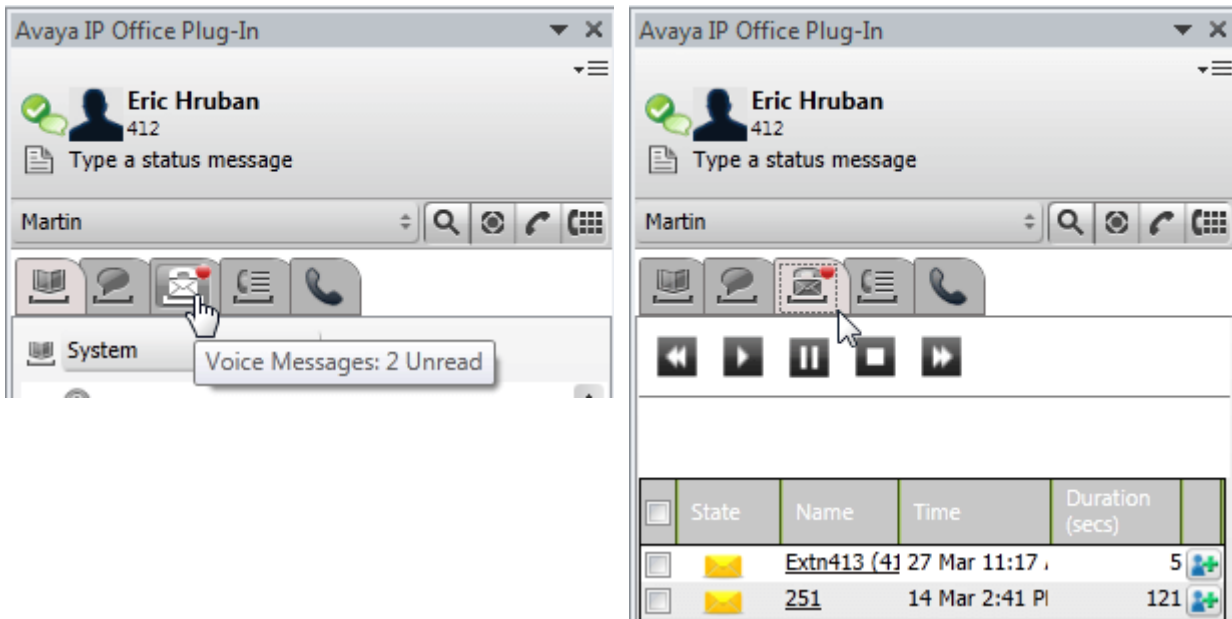 Avaya IP Office Plug-In
Eric Hruban
412
Type a status message
Martin
System
Voice Messages: 2 Unread
Avaya IP Office Plug-In
Eric Hruban
412
Type a status message
Martin
State Name Time Duration (secs)
Extn413 (41 27 Mar 11:17 5
251 14 Mar 2:41 P 121